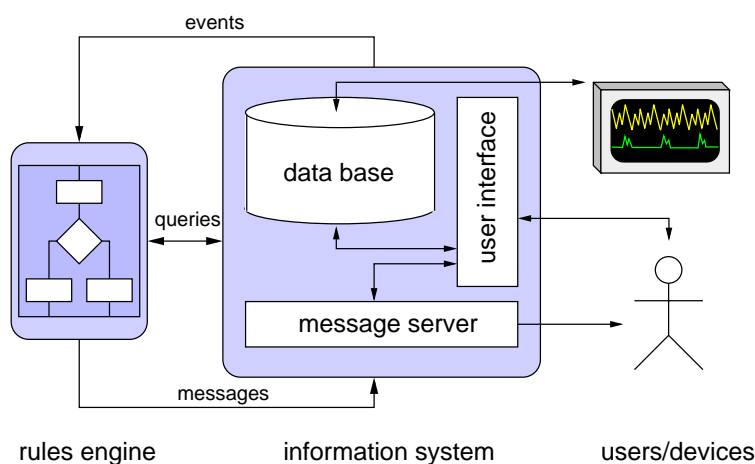 events
data base
user interface
queries
message server
messages
rules engine
information system
users/devices